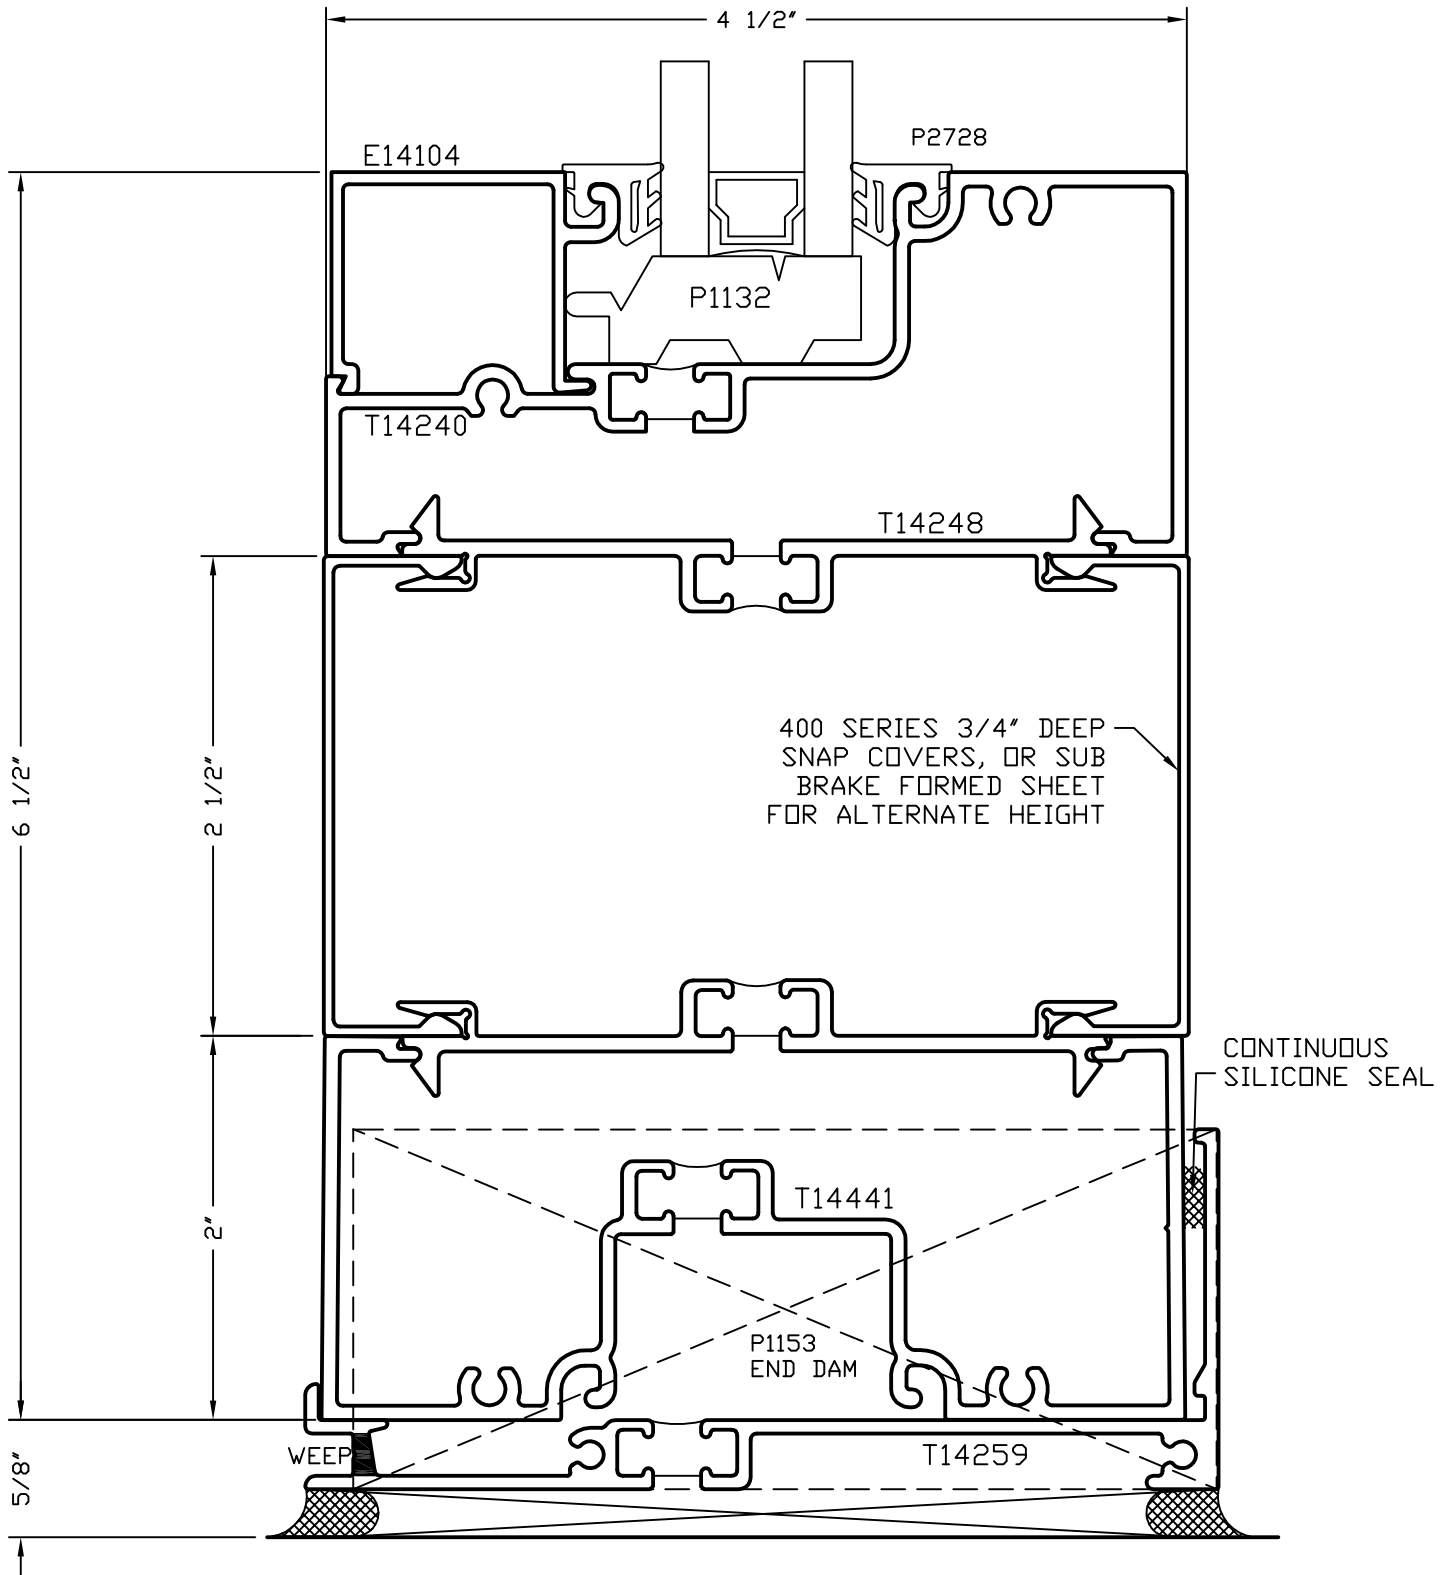 4 1/2"
P2728
E14104
P1132
T14240
T14248
400 SERIES 3/4" DEEP
SNAP COVERS, OR SUB
BRAKE FORMED SHEET
FOR ALTERNATE HEIGHT
6 1/2"
2 1/2"
CONTINUOUS
SILICONE SEAL
T14441
2"
P1153
END DAM
WEEP
T14259
5/8"